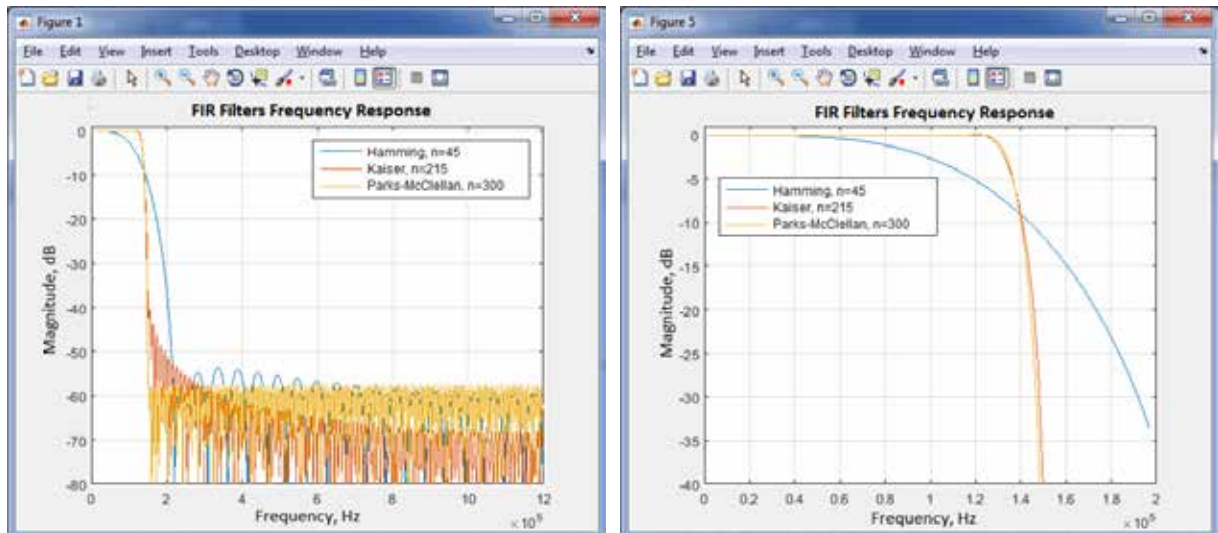 Figure 1
File Edit View Insert Tools Desktop Window Help
FIR Filters Frequency Response
Hamming, n=45
Kaiser, n=215
Parks-McClellan, n=300
Magnitude, dB
0
-10
-20
-30
-40
-50
-60
-70
-80
0 2 4 6 8 10 12
Frequency, Hz
×10^5
Figure 5
File Edit View Insert Tools Desktop Window Help
FIR Filters Frequency Response
Hamming, n=45
Kaiser, n=215
Parks-McClellan, n=300
Magnitude, dB
0
-5
-10
-15
-20
-25
-30
-35
-40
0 0.2 0.4 0.6 0.8 1 1.2 1.4 1.6 1.8 2
Frequency, Hz
×10^5